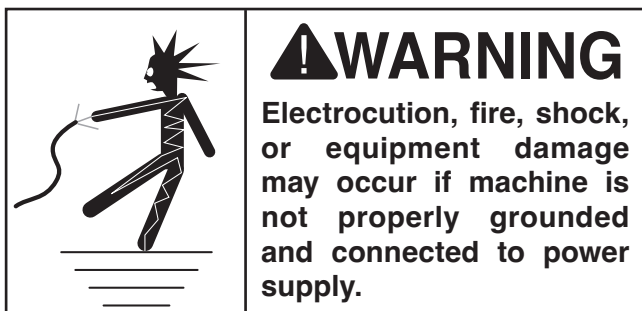 WARNING
Electrocution, fire, shock,
or equipment damage
may occur if machine is
not properly grounded
and connected to power
supply.